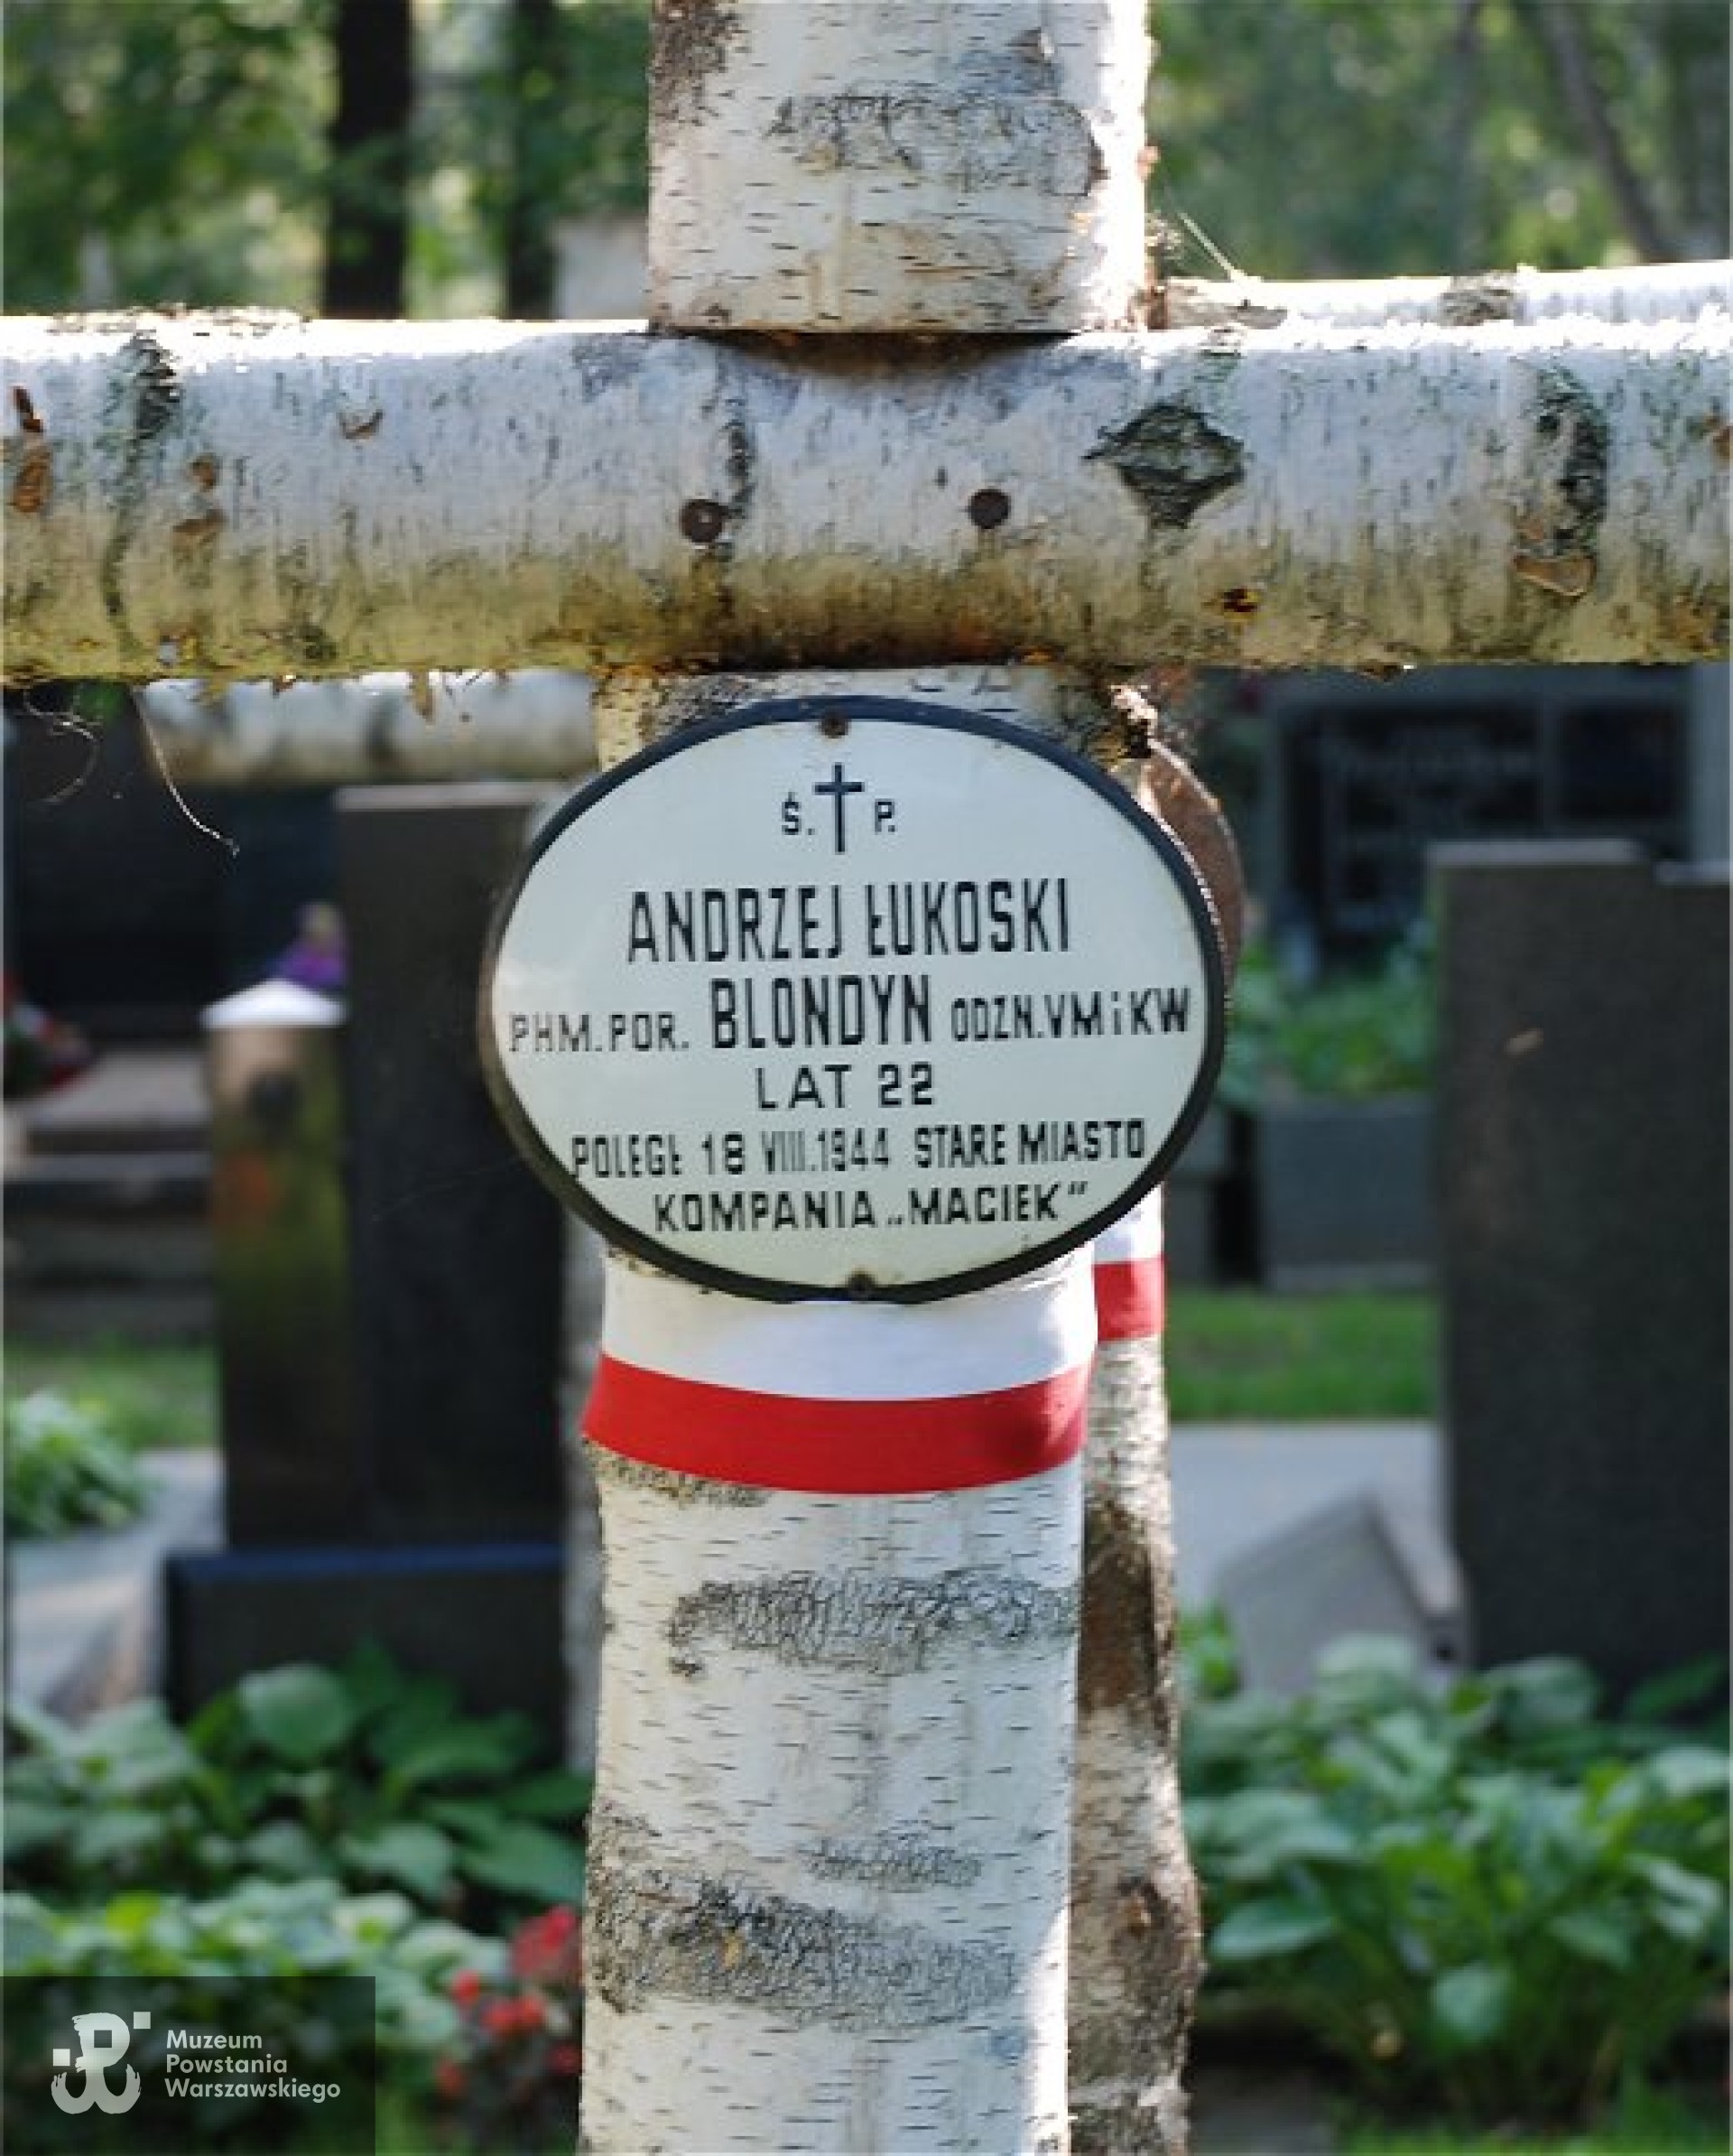 Ś. P.
ANDRZEJ ŁUKOSKI
PHM. POR. BLONDYN ODZN. VM i KW
LAT 22
POLEGŁ 18 VIII. 1944 STARE MIASTO
KOMPANIA „MACIEK"
Muzeum
Powstania
Warszawskiego